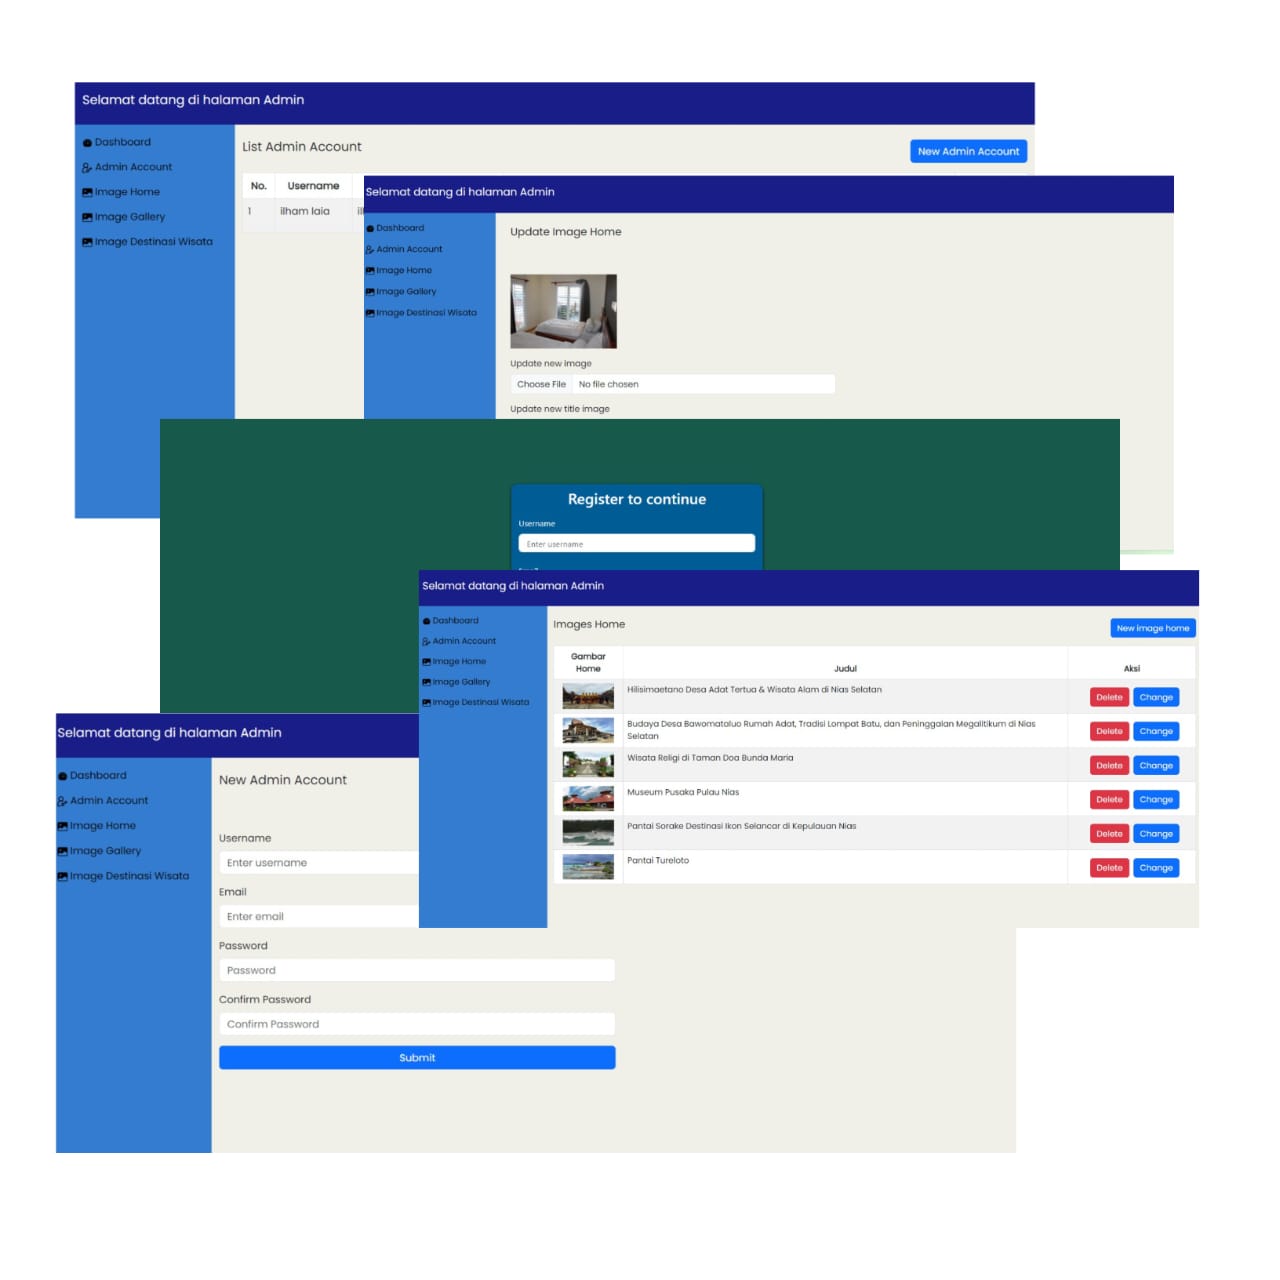 Selamat datang di halaman Admin
Dashboard
Admin Account
Image Home
Image Gallery
Image Destinasi Wisata
List Admin Account
New Admin Account
No. Username
1 ilham laia
Selamat datang di halaman Admin
Dashboard
Admin Account
Image Home
Image Gallery
Image Destinasi Wisata
Update Image Home
Update new image
Choose File No file chosen
Update new title image
Register to continue
Username
Enter username
Selamat datang di halaman Admin
Dashboard
Admin Account
Image Home
Image Gallery
Image Destinasi Wisata
Images Home
New image home
Gambar
Home
Judul
Aksi
Hilisimaetano Desa Adat Tertua & Wisata Alam di Nias Selatan
Delete Change
Budaya Desa Bawomataluo Rumah Adat, Tradisi Lompat Batu, dan Peninggalan Megalitikum di Nias
Selatan
Delete Change
Wisata Religi di Taman Doa Bunda Maria
Delete Change
Museum Pusaka Pulau Nias
Delete Change
Pantai Sorake Destinasi Ikon Selancar di Kepulauan Nias
Delete Change
Pantai Tureloto
Delete Change
Selamat datang di halaman Admin
Dashboard
Admin Account
Image Home
Image Gallery
Image Destinasi Wisata
New Admin Account
Username
Enter username
Email
Enter email
Password
Password
Confirm Password
Confirm Password
Submit